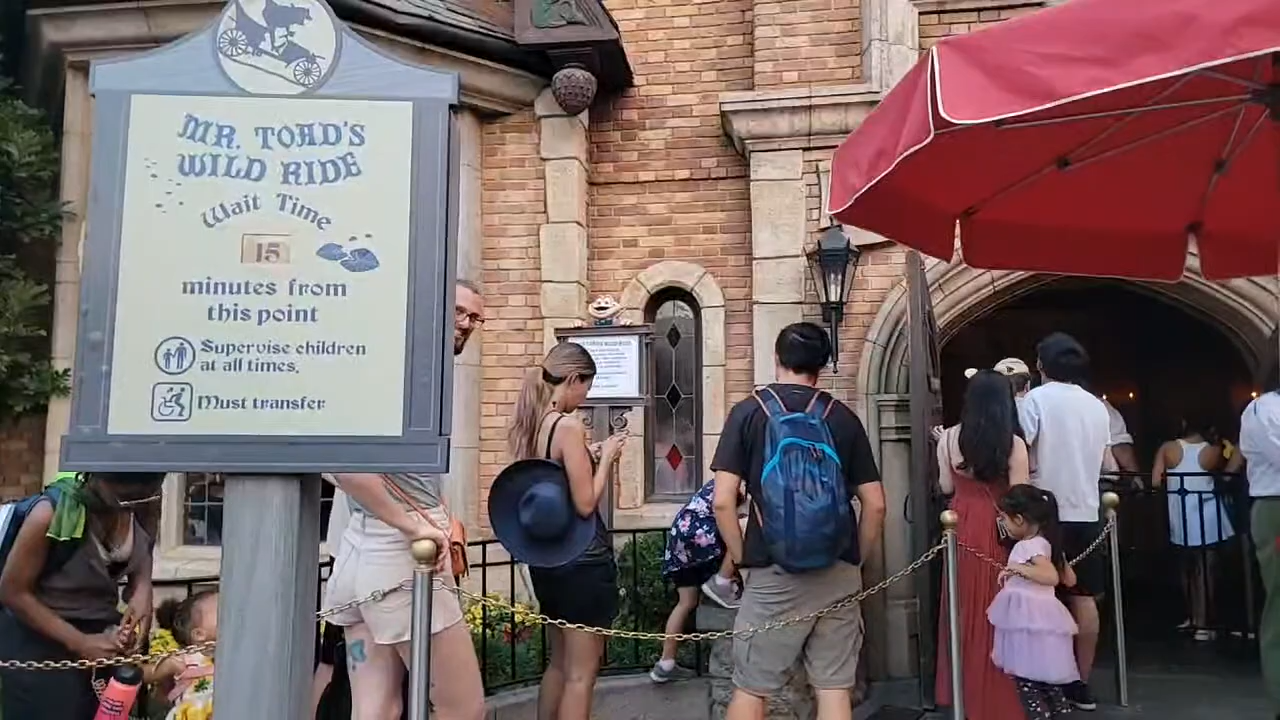 MR. TOAD'S
WILD RIDE
Wait Time
15
minutes from
this point
Supervise children
at all times.
Must transfer